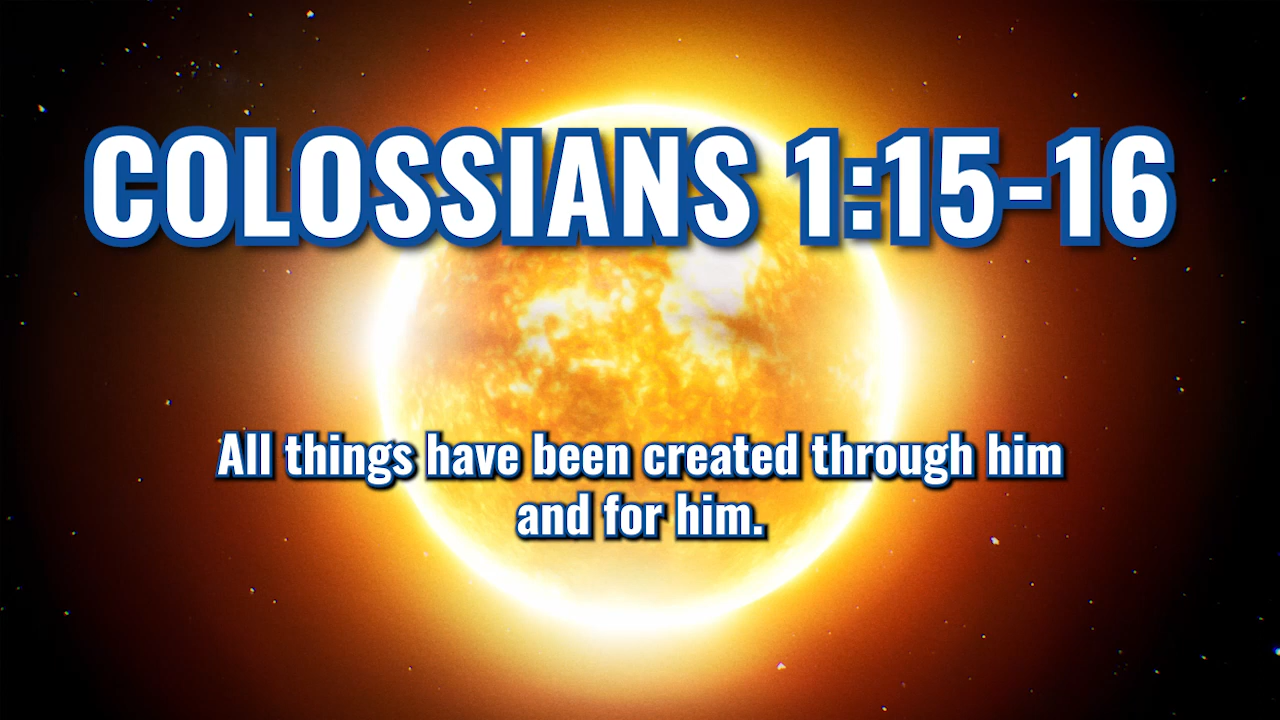 COLOSSIANS 1:15-16
All things have been created through him
and for him.